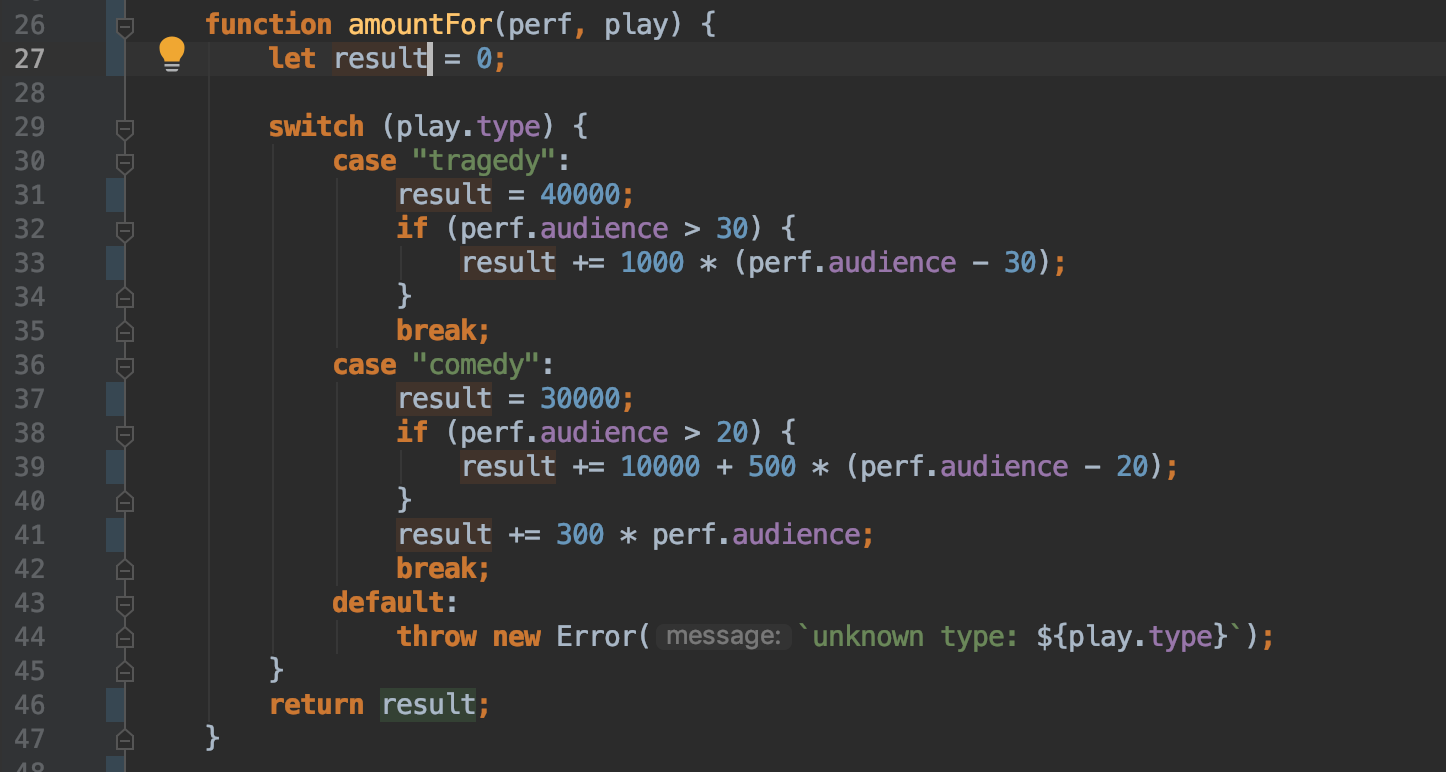 26 function amountFor(perf, play) {
27 let result = 0;
28
29 switch (play.type) {
30 case "tragedy":
31 result = 40000;
32 if (perf.audience > 30) {
33 result += 1000 * (perf.audience - 30);
34 }
35 break;
36 case "comedy":
37 result = 30000;
38 if (perf.audience > 20) {
39 result += 10000 + 500 * (perf.audience - 20);
40 }
41 result += 300 * perf.audience;
42 break;
43 default:
44 throw new Error( message: `unknown type: ${play.type}`);
45 }
46 return result;
47 }
48